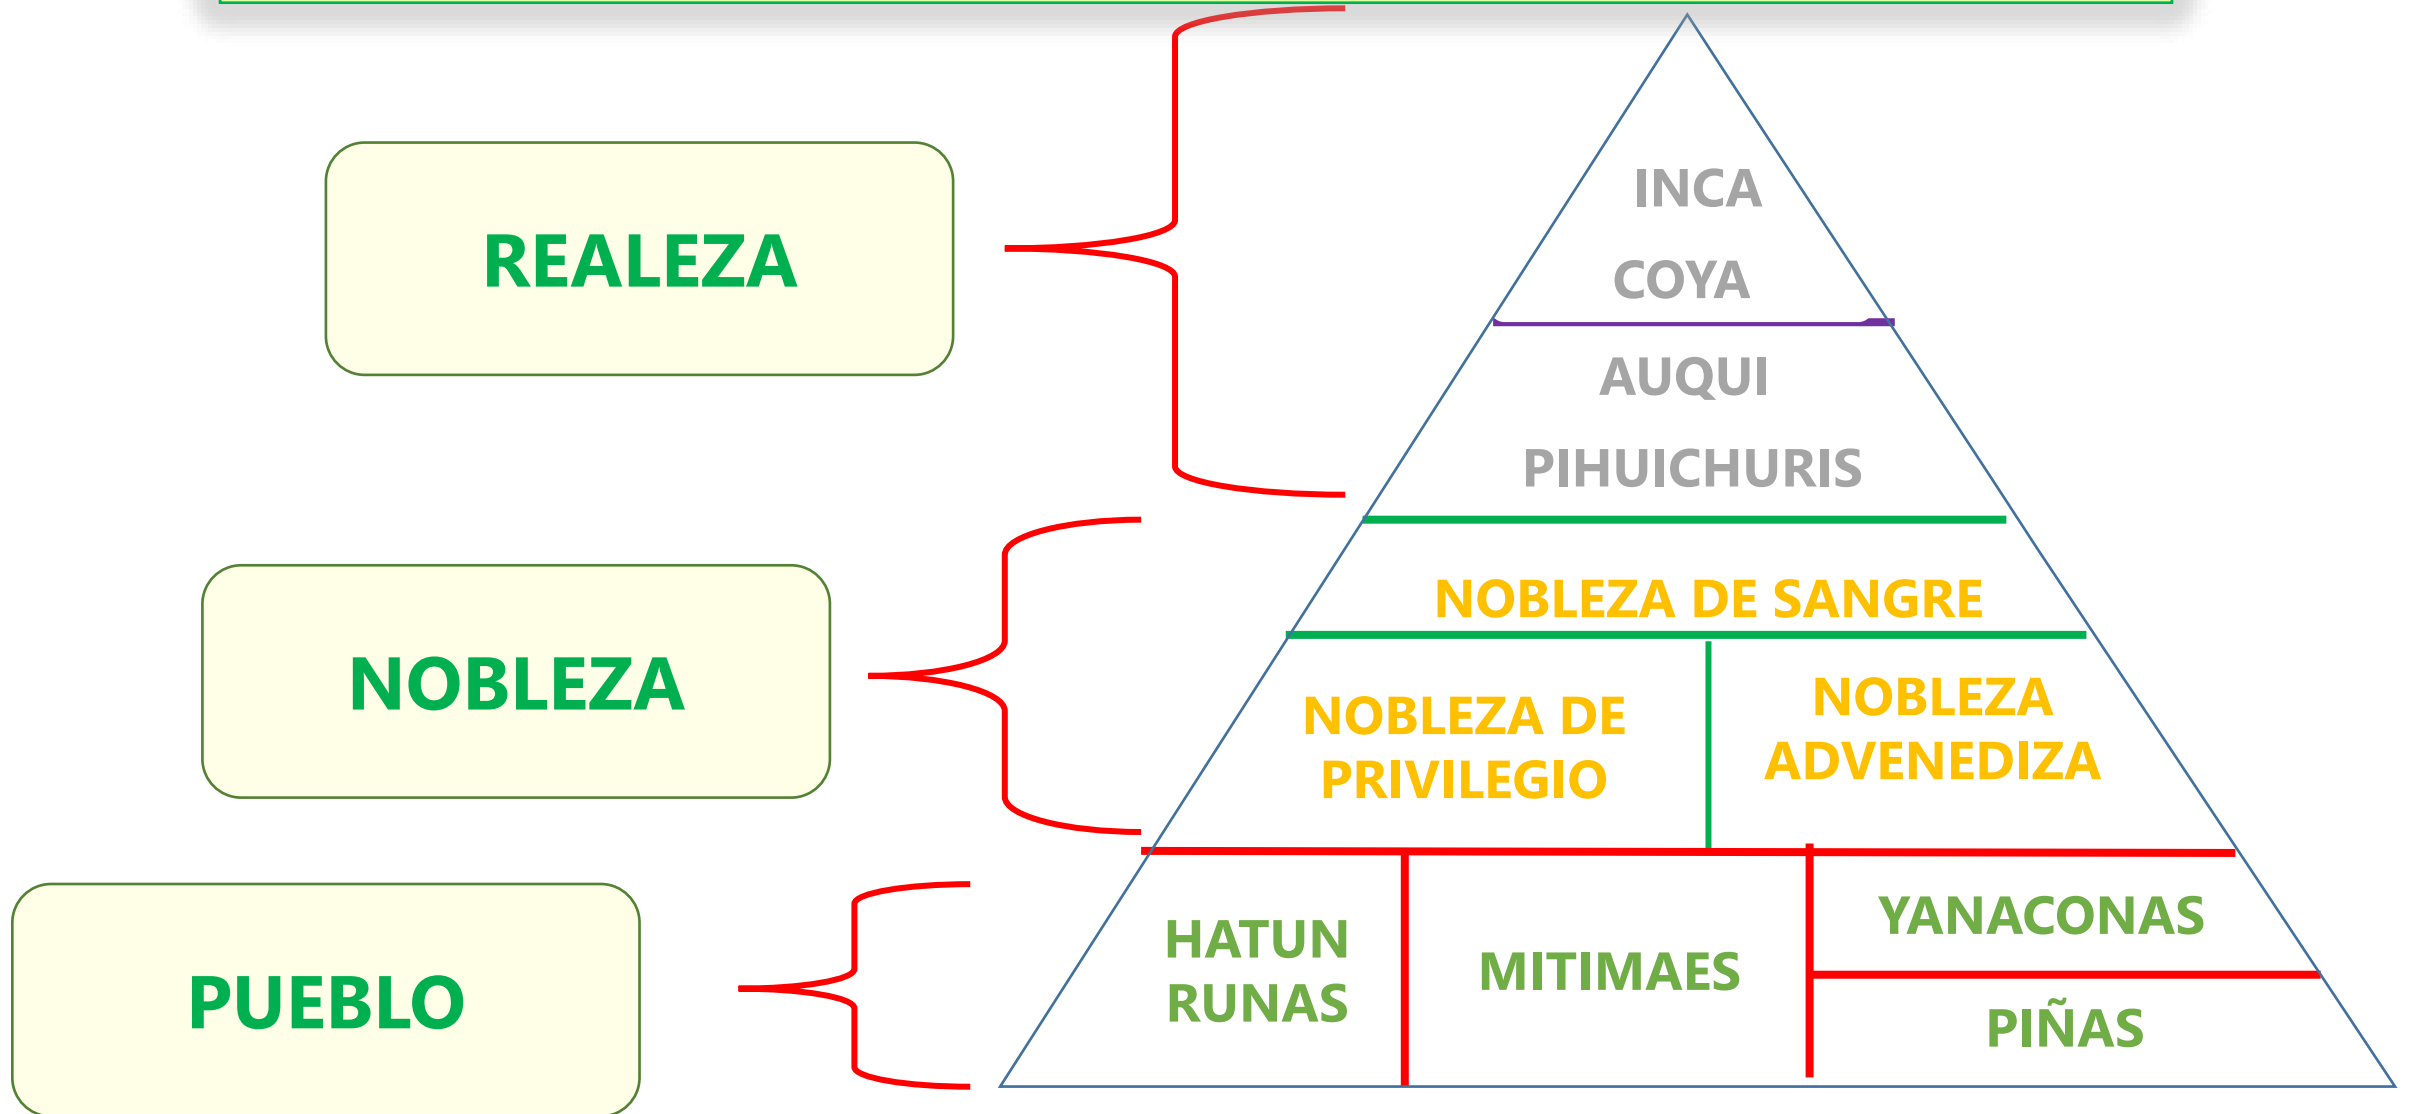 REALEZA
INCA
COYA
AUQUI
PIHUICHURIS
NOBLEZA
NOBLEZA DE SANGRE
NOBLEZA DE
PRIVILEGIO
NOBLEZA
ADVENEDIZA
PUEBLO
HATUN
RUNAS
MITIMAES
YANACONAS
PIÑAS